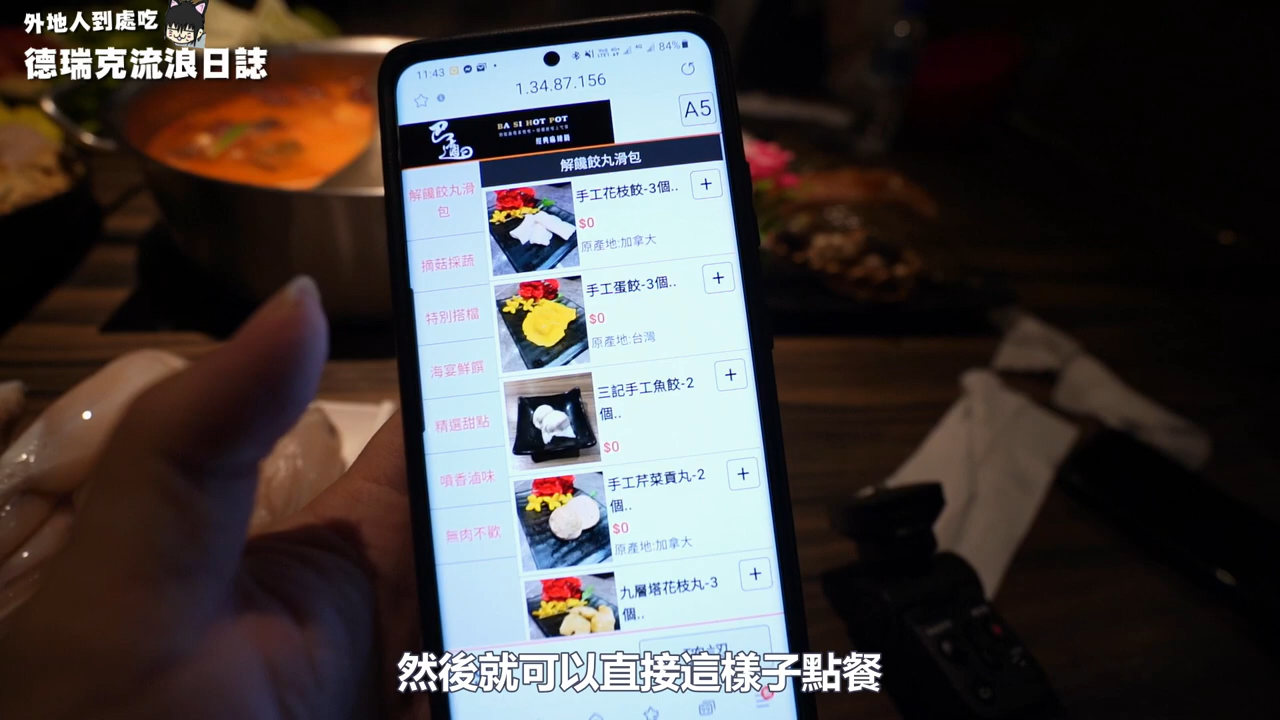 外地人到處吃
德瑞克流浪日誌
11:43
84%
1.34.87.156
BA SI HOT POT
經典麻辣鍋
A5
解饞餃丸滑包
解饞餃丸滑
包
摘菇採蔬
特別搭檔
海宴鮮饌
精選甜點
噴香滷味
無肉不歡
手工花枝餃-3個..
$0
原產地:加拿大
手工蛋餃-3個..
$0
原產地:台灣
三記手工魚餃-2
個..
$0
手工芹菜貢丸-2
個..
$0
原產地:加拿大
九層塔花枝丸-3
個..
然後就可以直接這樣子點餐